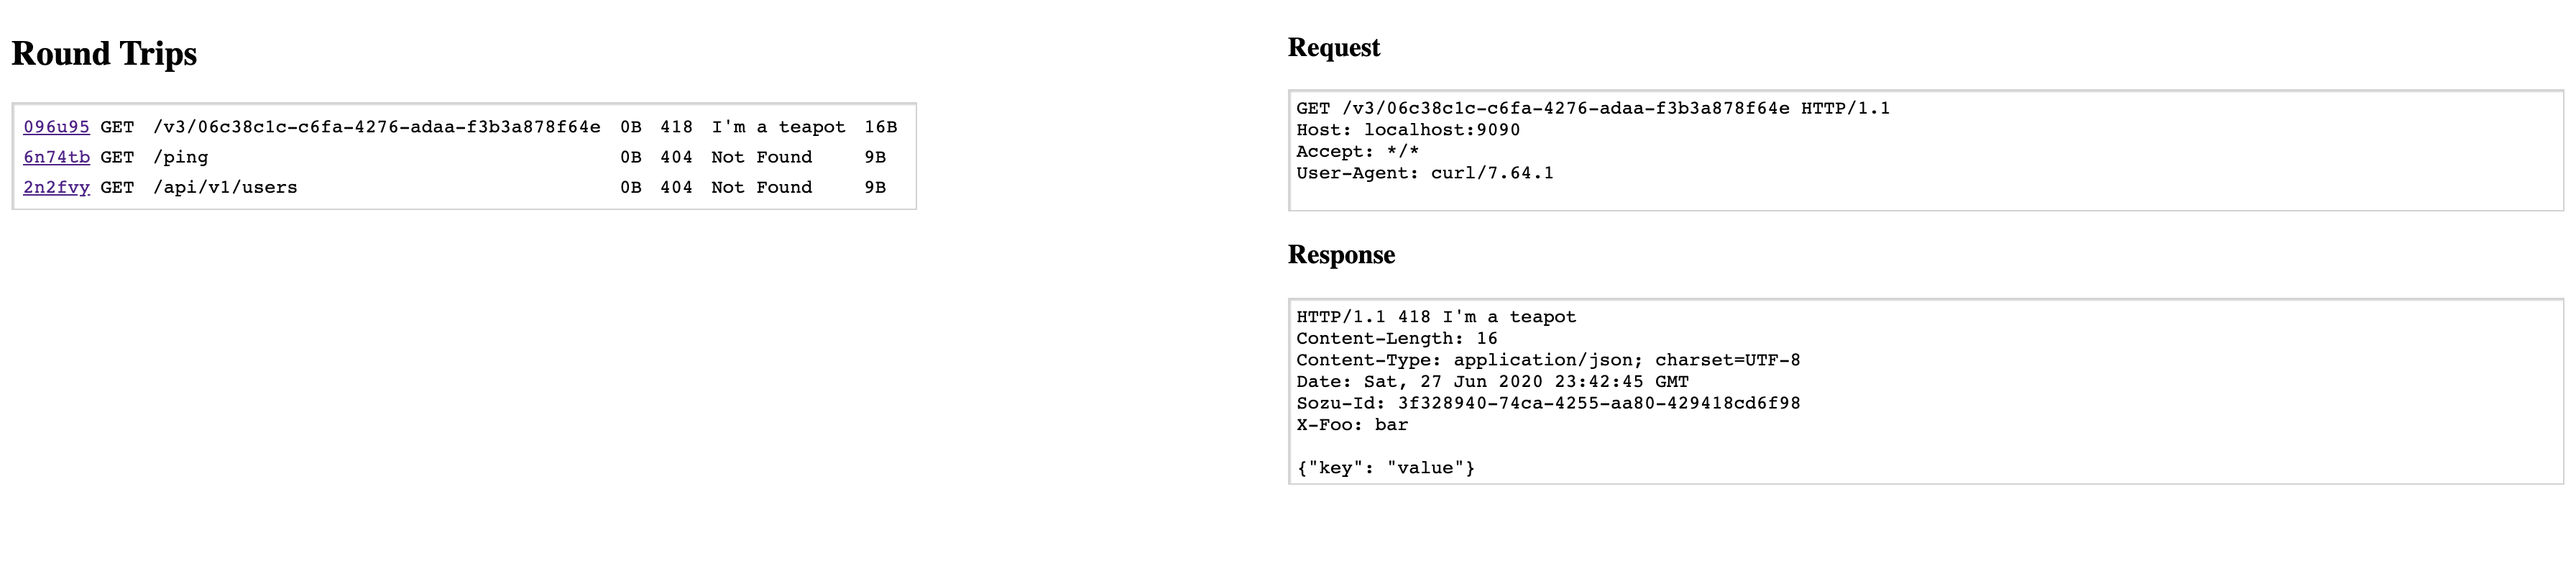 Round Trips
096u95 GET /v3/06c38c1c-c6fa-4276-adaa-f3b3a878f64e 0B 418 I'm a teapot 16B
6n74tb GET /ping 0B 404 Not Found 9B
2n2fvy GET /api/v1/users 0B 404 Not Found 9B
Request
GET /v3/06c38c1c-c6fa-4276-adaa-f3b3a878f64e HTTP/1.1
Host: localhost:9090
Accept: */*
User-Agent: curl/7.64.1
Response
HTTP/1.1 418 I'm a teapot
Content-Length: 16
Content-Type: application/json; charset=UTF-8
Date: Sat, 27 Jun 2020 23:42:45 GMT
Sozu-Id: 3f328940-74ca-4255-aa80-429418cd6f98
X-Foo: bar
{"key": "value"}